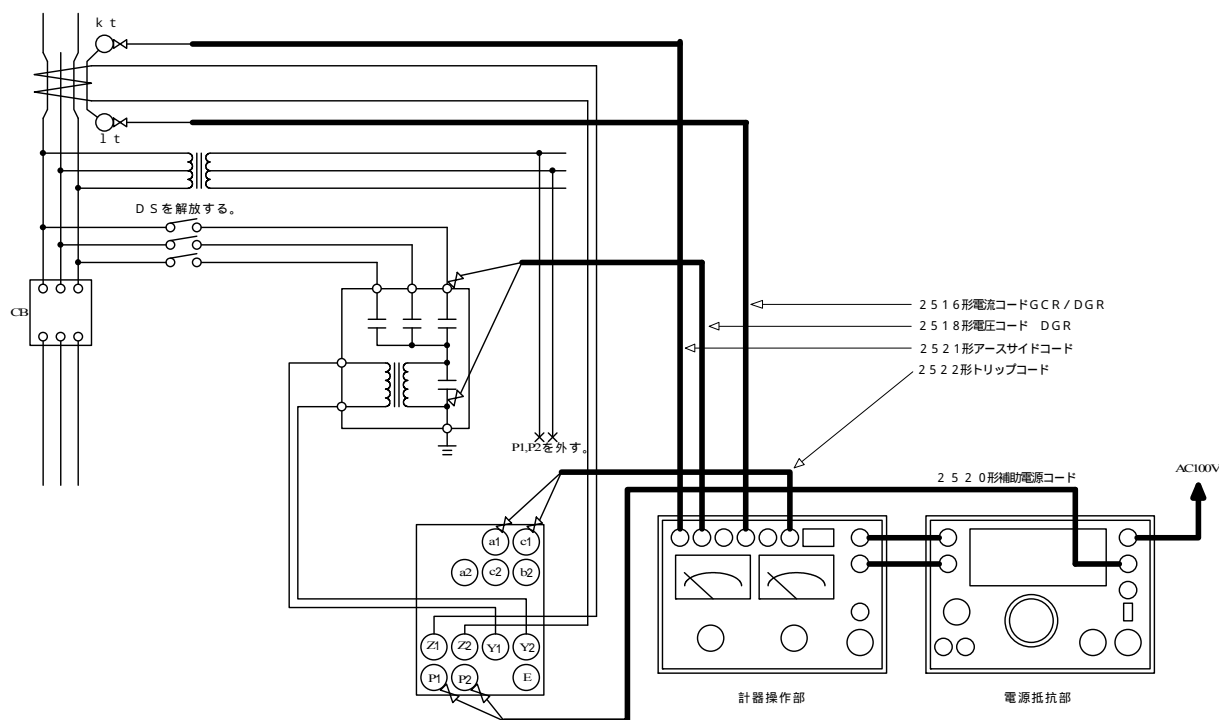 k t
l t
DSを解放する。
CB
2516形電流コードGCR/DGR
2518形電圧コード DGR
2521形アースサイドコード
2522形トリップコード
P1,P2を外す。
2520形補助電源コード
AC100V
a1
c1
a2
c2
b2
Z1
Z2
Y1
Y2
P1
P2
E
計器操作部
電源抵抗部